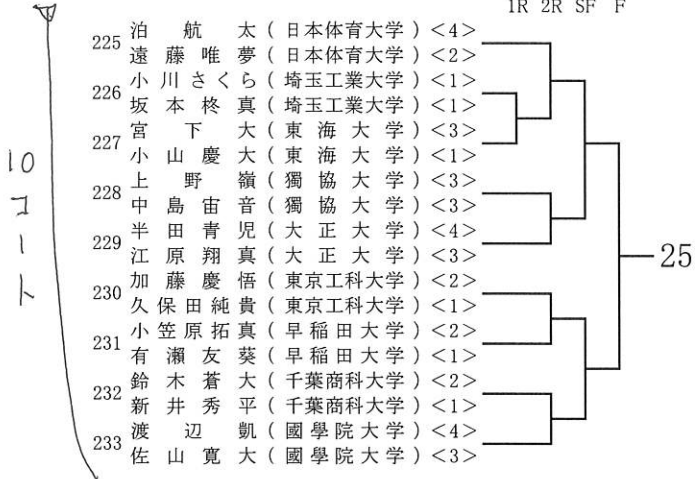 1R 2R SF F
225 泊航太(日本体育大学)<4>
遠藤唯夢(日本体育大学)<2>
226 小川さくら(埼玉工業大学)<1>
坂本柊真(埼玉工業大学)<1>
227 宮下大(東海大学)<3>
小山慶大(東海大学)<1>
228 上野嶺(獨協大学)<3>
中島宙音(獨協大学)<3>
229 半田青児(大正大学)<4>
江原翔真(大正大学)<3>
230 加藤慶悟(東京工科大学)<2>
久保田純貴(東京工科大学)<1>
231 小笠原拓真(早稲田大学)<2>
有瀬友葵(早稲田大学)<1>
232 鈴木蒼大(千葉商科大学)<2>
新井秀平(千葉商科大学)<1>
233 渡辺凱(國學院大学)<4>
佐山寛大(國學院大学)<3>
25
10コート